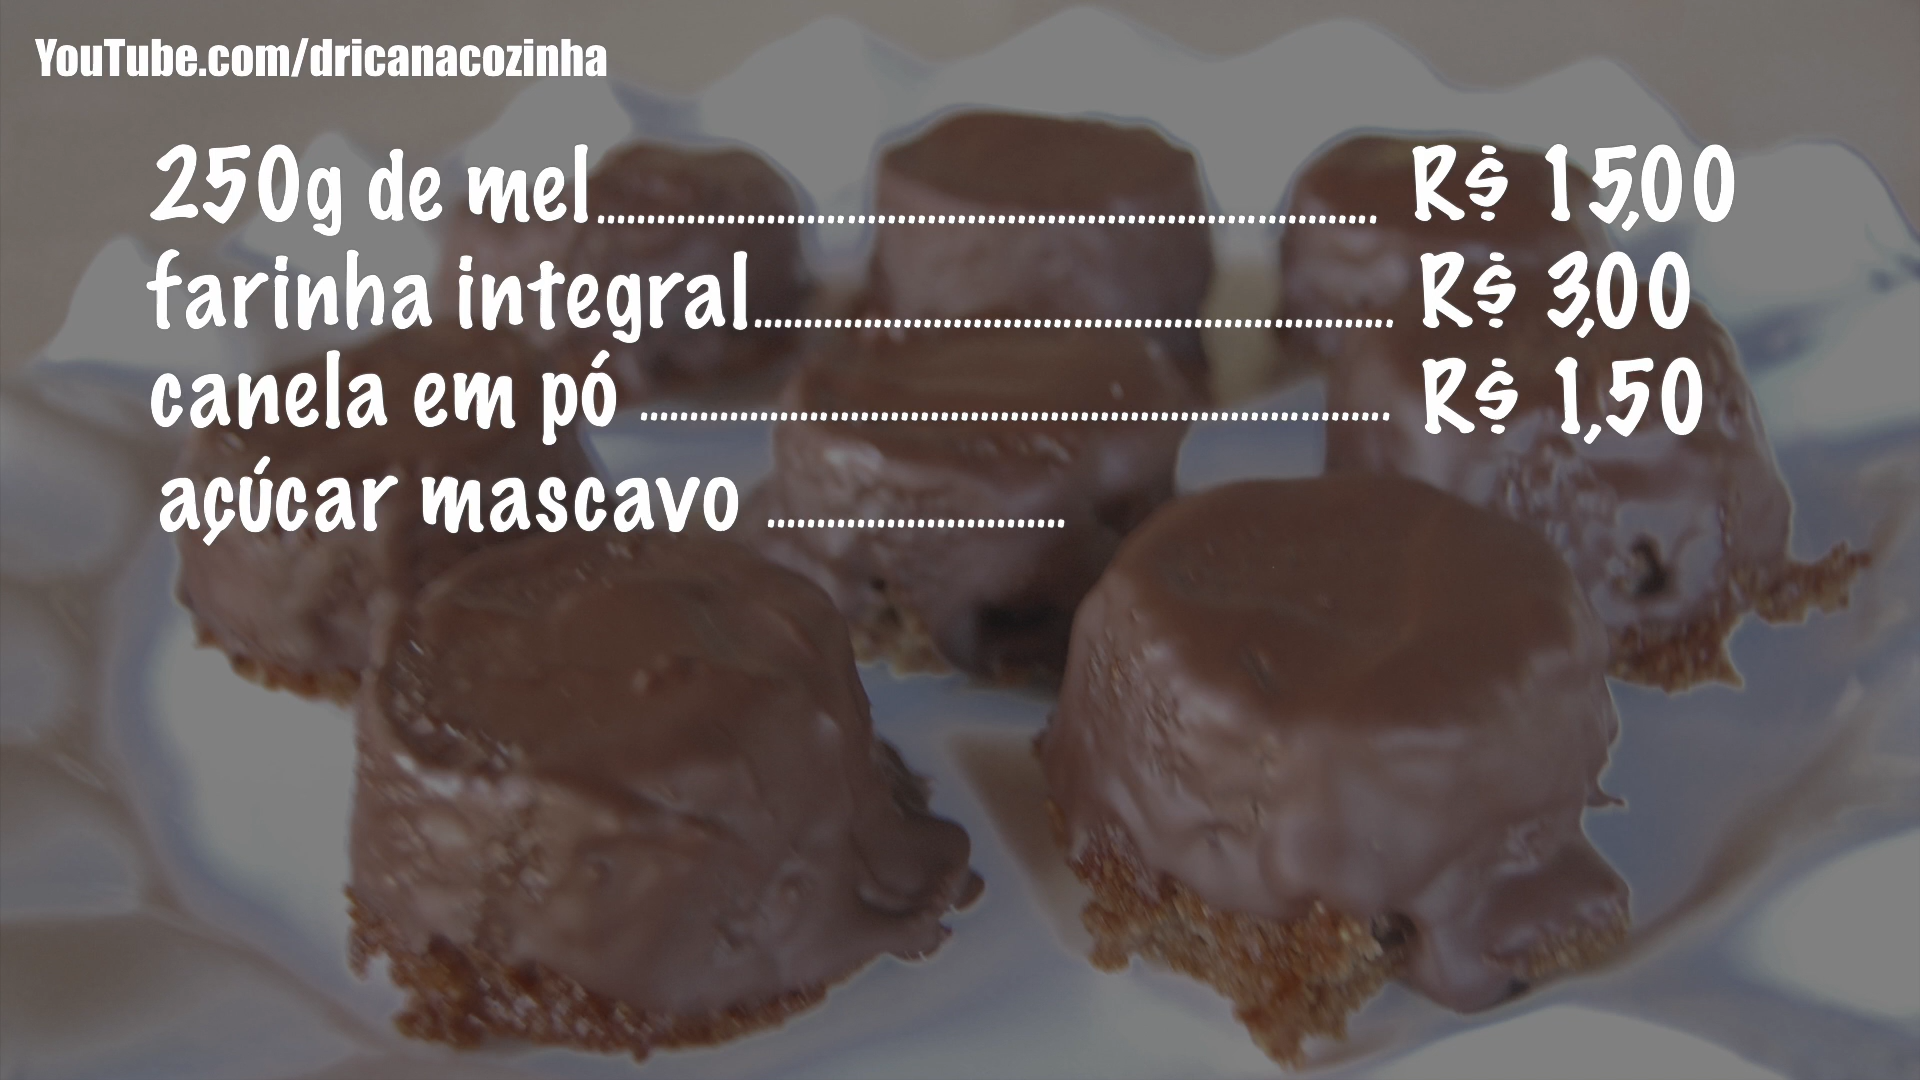 YouTube.com/dricanacozinha
250g de mel.............................................................................. R$ 15,00
farinha integral................................................................ R$ 3,00
canela em pó ........................................................................... R$ 1,50
açúcar mascavo ..............................